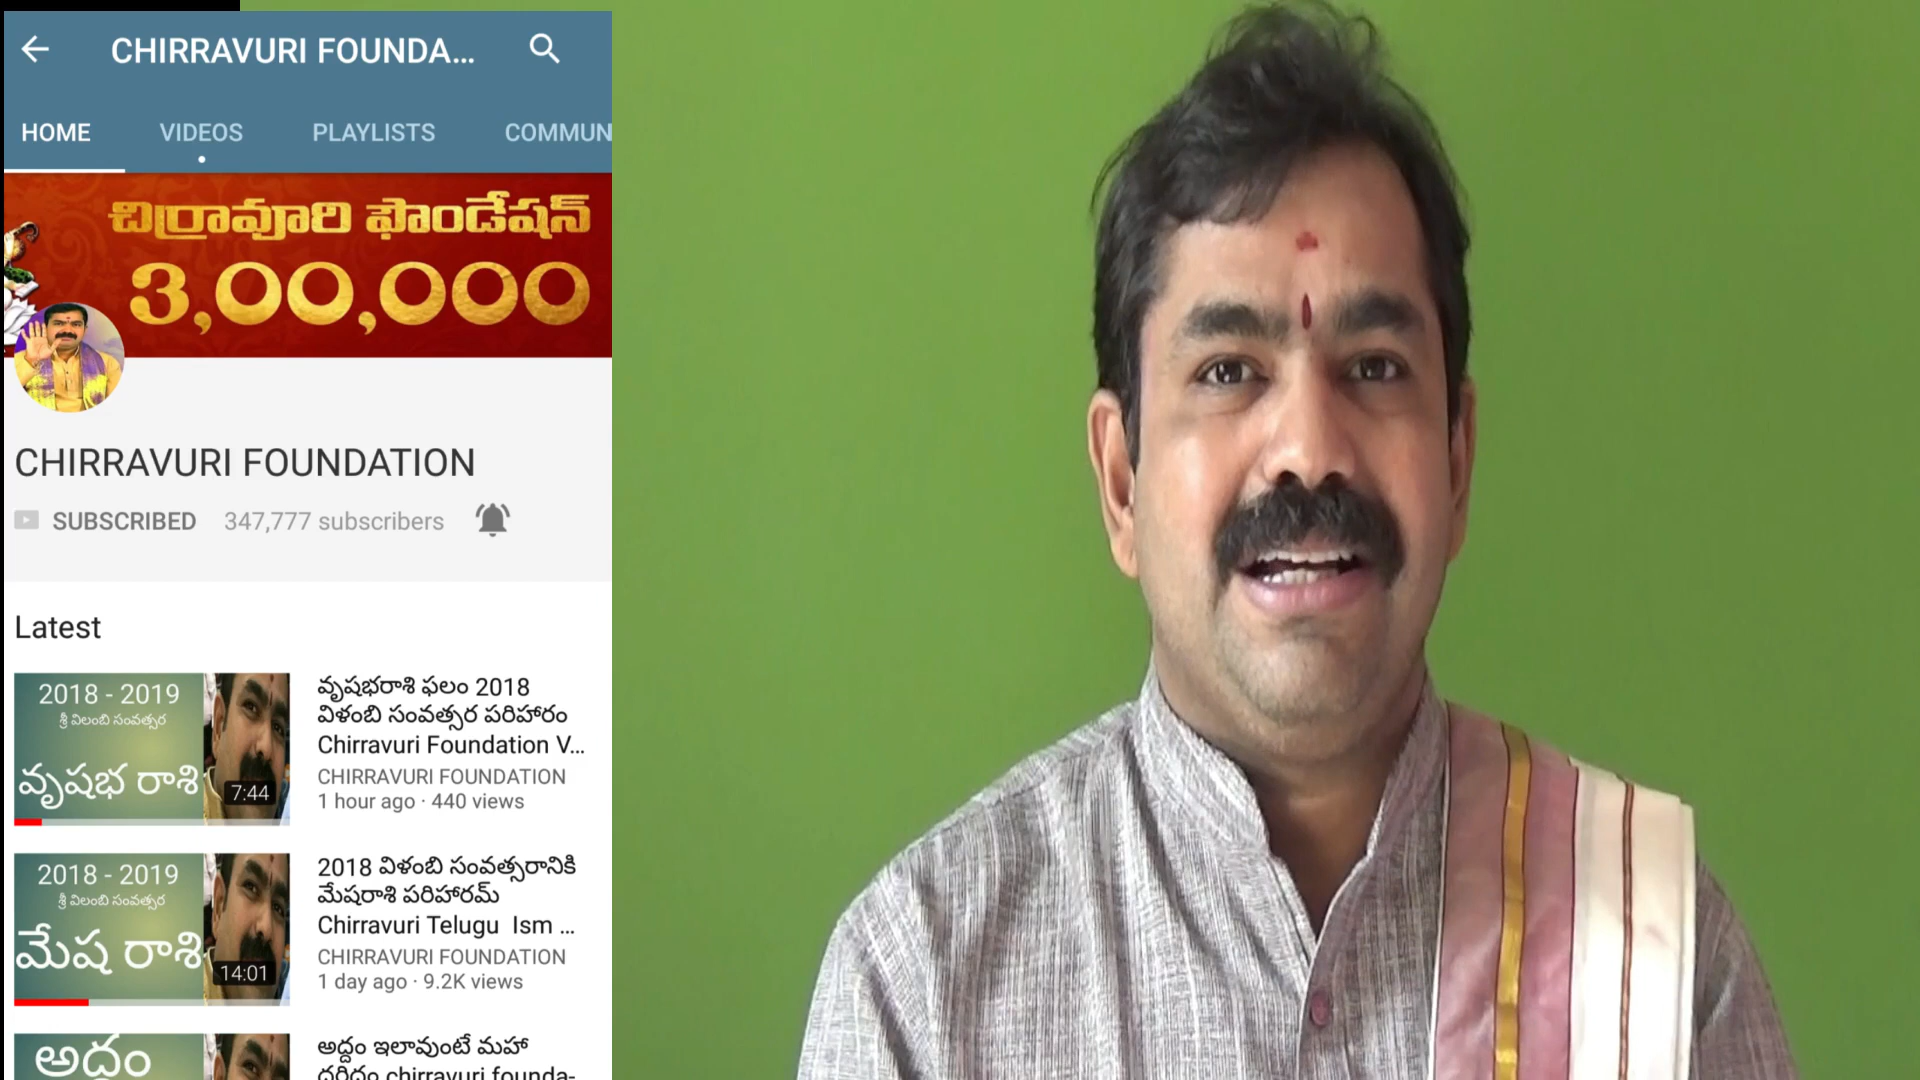 CHIRRAVURI FOUNDA...
HOME VIDEOS PLAYLISTS COMMUN
చిర్రావూరి ఫౌండేషన్
3,00,000
CHIRRAVURI FOUNDATION
SUBSCRIBED 347,777 subscribers
Latest
2018 - 2019
శ్రీ విలంబి సంవత్సర
వృషభ రాశి
7:44
వృషభరాశి ఫలం 2018
విళంబి సంవత్సర పరిహారం
Chirravuri Foundation V...
CHIRRAVURI FOUNDATION
1 hour ago · 440 views
2018 - 2019
శ్రీ విలంబి సంవత్సర
మేష రాశి
14:01
2018 విళంబి సంవత్సరానికి
మేషరాశి పరిహారమ్
Chirravuri Telugu Ism ...
CHIRRAVURI FOUNDATION
1 day ago · 9.2K views
అద్దం
అద్దం ఇలావుంటే మహా
దరిద్రం chirravuri founda-